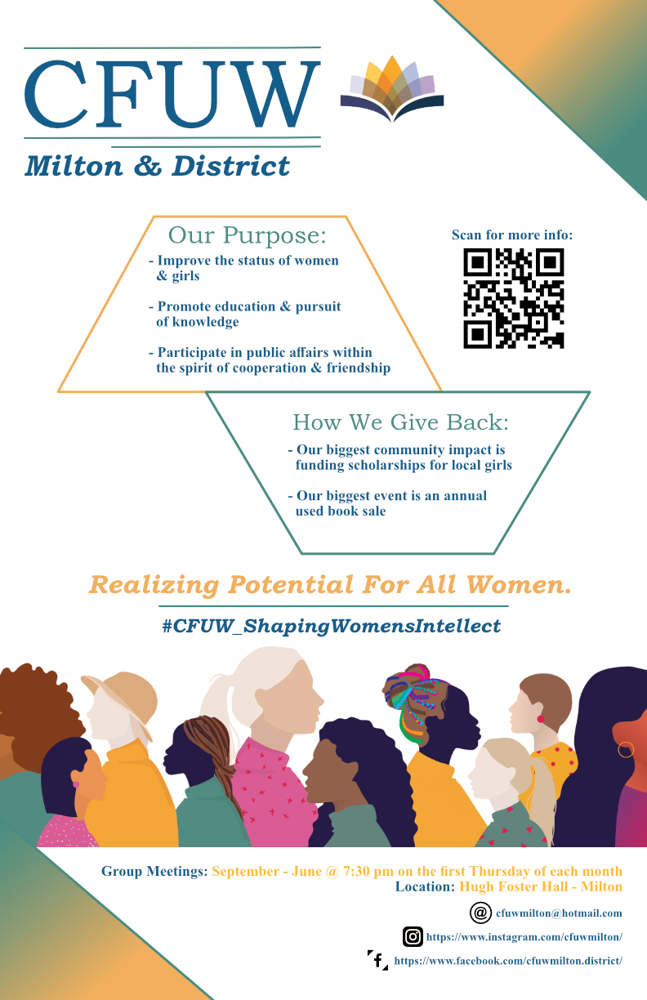 CFUW
Milton & District
Our Purpose:
- Improve the status of women
& girls
- Promote education & pursuit
of knowledge
- Participate in public affairs within
the spirit of cooperation & friendship
Scan for more info:
How We Give Back:
- Our biggest community impact is
funding scholarships for local girls
- Our biggest event is an annual
used book sale
Realizing Potential For All Women.
#CFUW_ShapingWomensIntellect
Group Meetings: September - June @ 7:30 pm on the first Thursday of each month
Location: Hugh Foster Hall - Milton
@ cfuwmilton@hotmail.com
https://www.instagram.com/cfuwmilton/
f https://www.facebook.com/cfuwmilton.district/